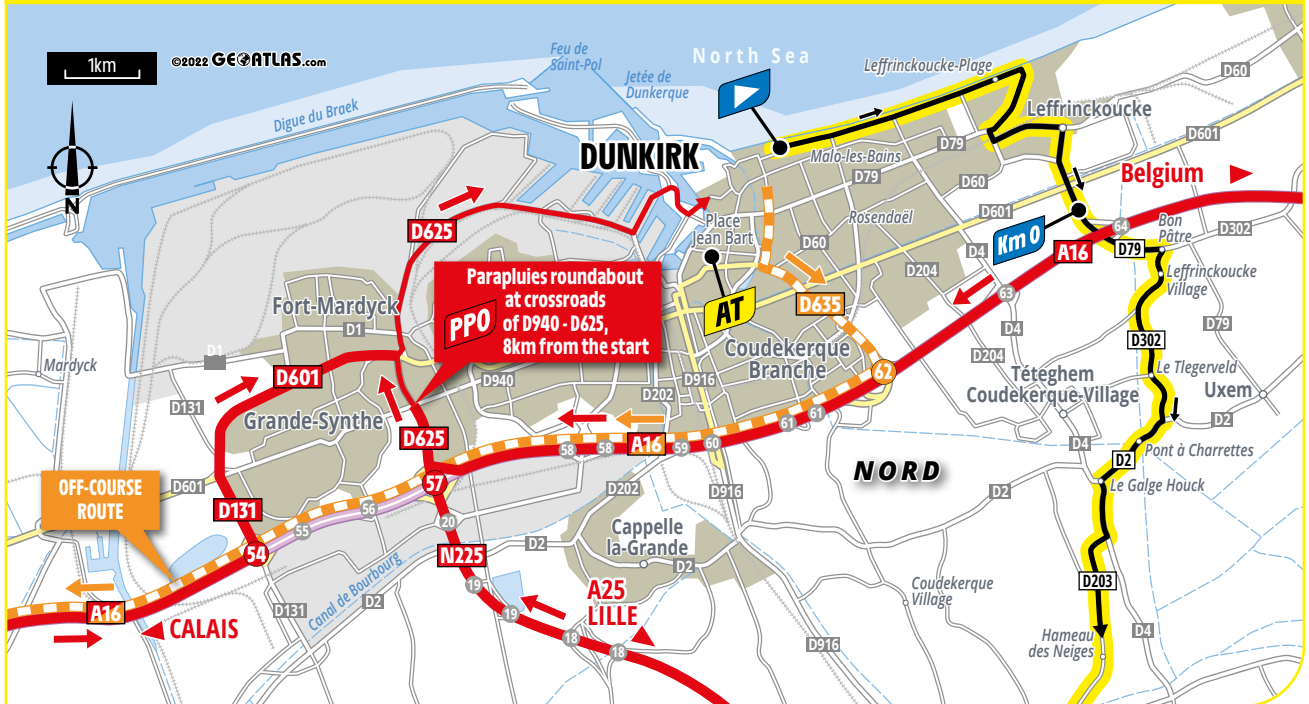 1km
©2022 GEOATLAS.com
N
Digue du Braek
Feu de
Saint-Pol
Jetée de
Dunkerque
North Sea
Leffrinckoucke-Plage
D60
Leffrinckoucke
D601
DUNKIRK
Malo-les-Bains
D79
D79
D60
Belgium
D625
Place
Jean Bart
Rosendaël
D601
Km 0
64
Bon
Pâtre
D302
D60
D4
A16
D79
D204
Leffrinckoucke
Village
Parapluies roundabout
at crossroads
of D940 - D625,
8km from the start
PPO
Fort-Mardyck
D1
D1
AT
D635
63
D4
D79
D302
Mardyck
D601
D131
Grande-Synthe
D940
D202
D916
Coudekerque
Branche
62
D204
Téteghem
Coudekerque-Village
Le Tlegerveld
Uxem
D2
D625
A16
58
58
59
60
61
61
D4
Pont à Charrettes
D2
Le Galge Houck
OFF-COURSE
ROUTE
D601
D131
57
56
55
54
D202
D916
NORD
D2
20
Cappelle
la-Grande
D2
D2
N225
Canal de Bourbourg
D2
D131
19
19
A25
LILLE
18
18
Coudekerque
Village
D203
A16
CALAIS
D916
Hameau
des Neiges
D4